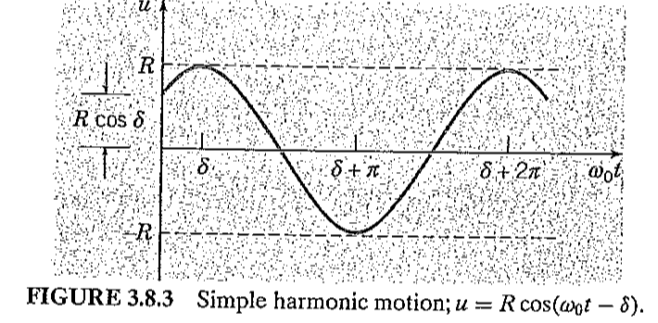 u
R
R cos δ
δ
δ + π
δ + 2π
ω₀t
−R
FIGURE 3.8.3 Simple harmonic motion; u = R cos(ω₀t − δ).